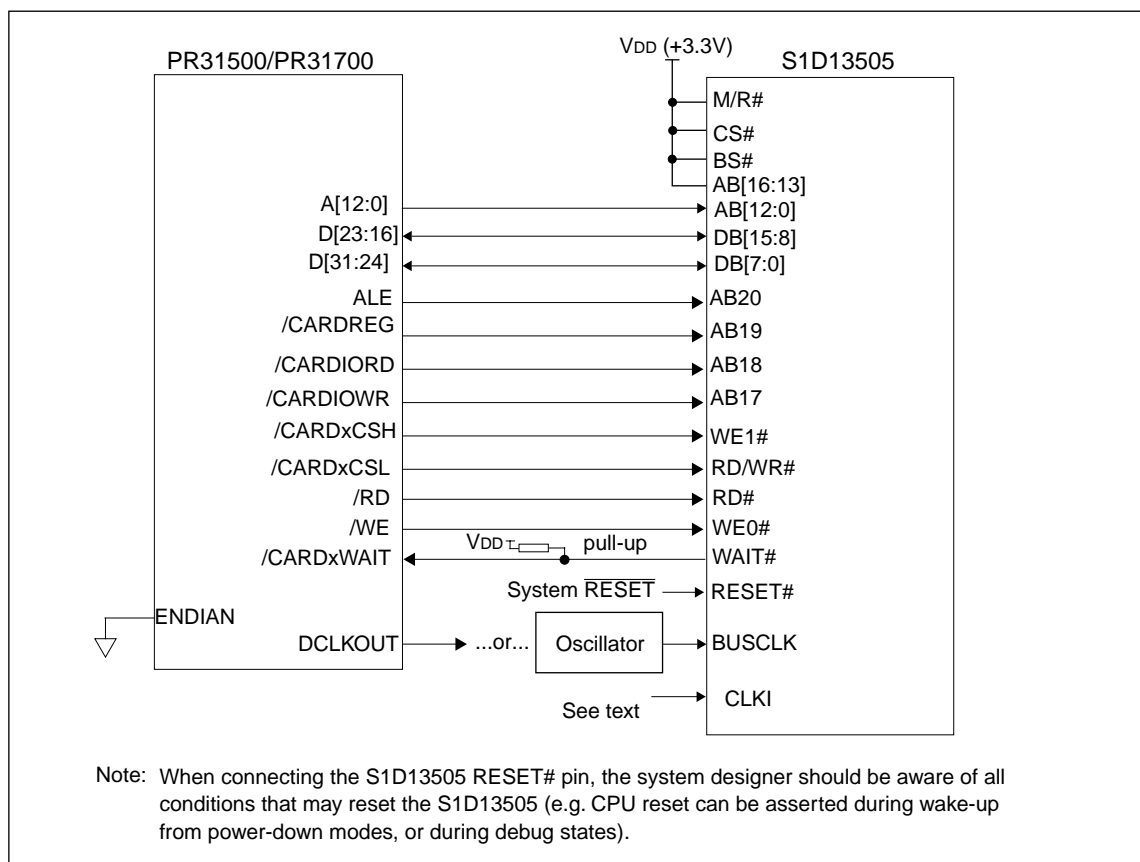 VDD (+3.3V)
PR31500/PR31700
S1D13505
M/R#
CS#
BS#
AB[16:13]
A[12:0]
AB[12:0]
D[23:16]
DB[15:8]
D[31:24]
DB[7:0]
ALE
AB20
/CARDREG
AB19
/CARDIORD
AB18
/CARDIOWR
AB17
/CARDxCSH
WE1#
/CARDxCSL
RD/WR#
/RD
RD#
/WE
WE0#
VDD
pull-up
/CARDxWAIT
WAIT#
System RESET
RESET#
ENDIAN
DCLKOUT
...or...
Oscillator
BUSCLK
See text
CLKI
Note: When connecting the S1D13505 RESET# pin, the system designer should be aware of all
conditions that may reset the S1D13505 (e.g. CPU reset can be asserted during wake-up
from power-down modes, or during debug states).